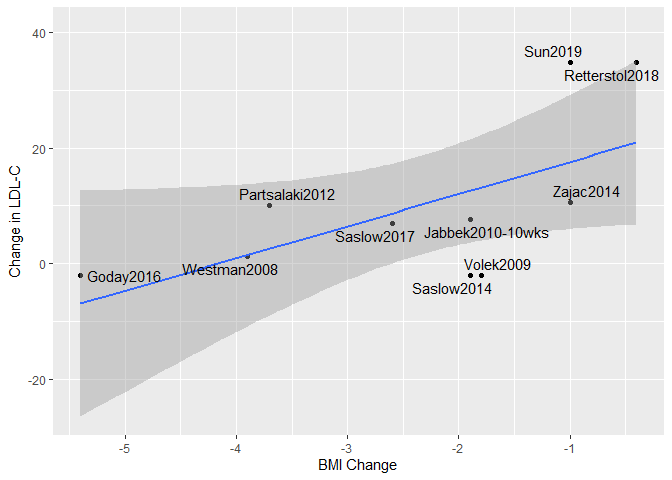 40
Sun2019
Retterstol2018
20
Zajac2014
Partsalaki2012
Jabbek2010-10wks
Saslow2017
Change in LDL-C
0
Volek2009
Westman2008
Goday2016
Saslow2014
-20
-5
-4
-3
-2
-1
BMI Change